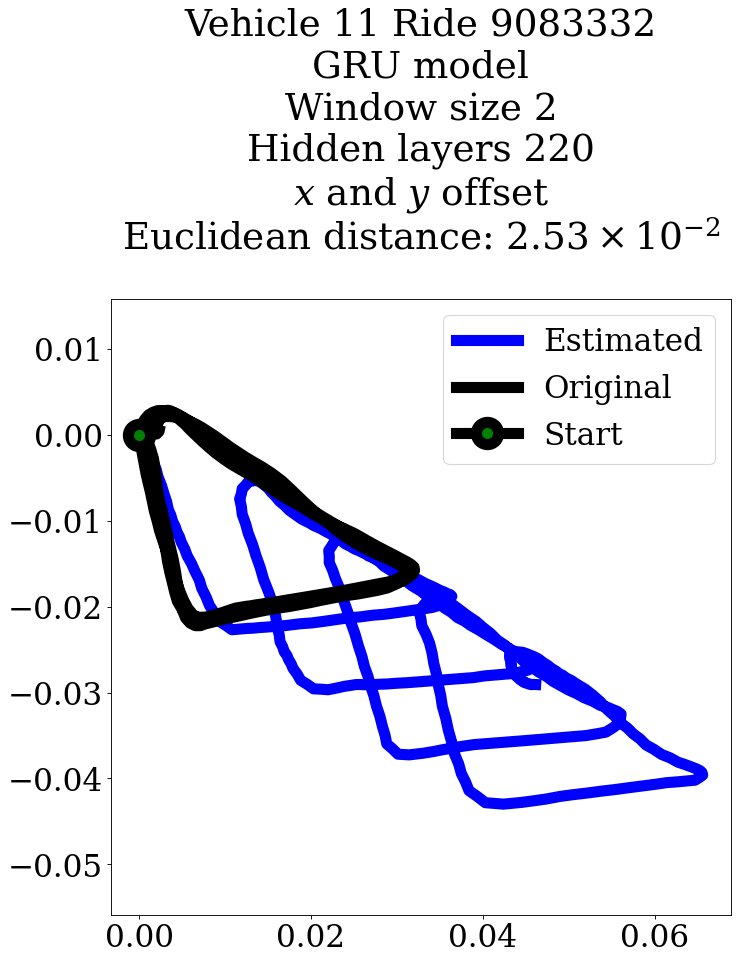 Vehicle 11 Ride 9083332
GRU model
Window size 2
Hidden layers 220
x and y offset
Euclidean distance: 2.53 × 10⁻²
Estimated
Original
Start
0.01
0.00
−0.01
−0.02
−0.03
−0.04
−0.05
0.00 0.02 0.04 0.06